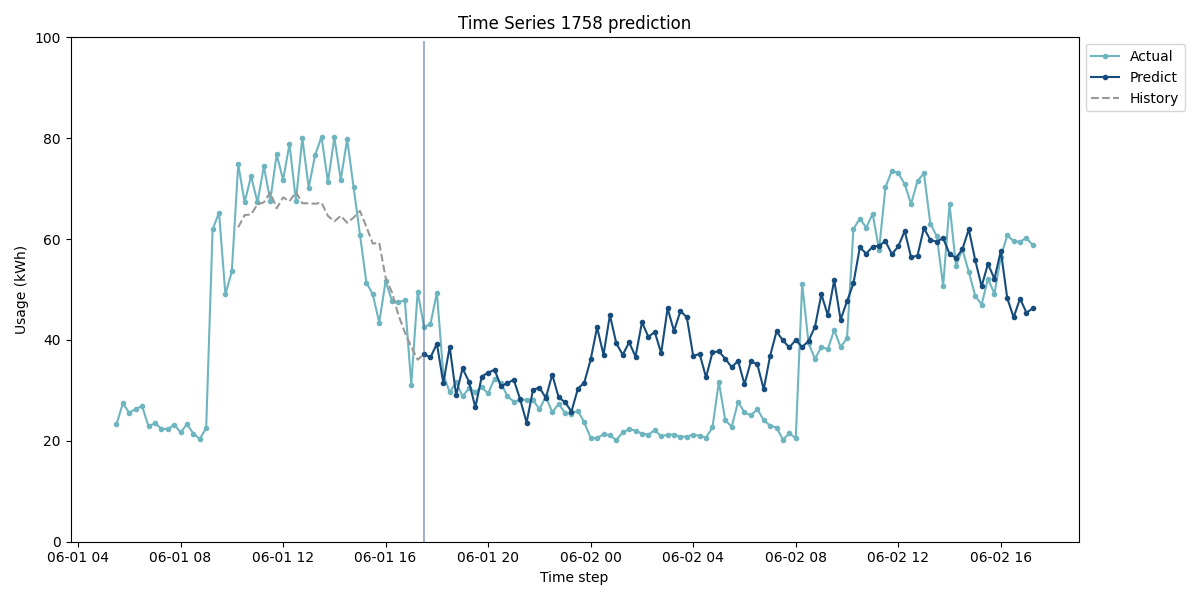 Time Series 1758 prediction
100
80
60
40
20
0
Usage (kWh)
06-01 04
06-01 08
06-01 12
06-01 16
06-01 20
06-02 00
06-02 04
06-02 08
06-02 12
06-02 16
Time step
Actual
Predict
History